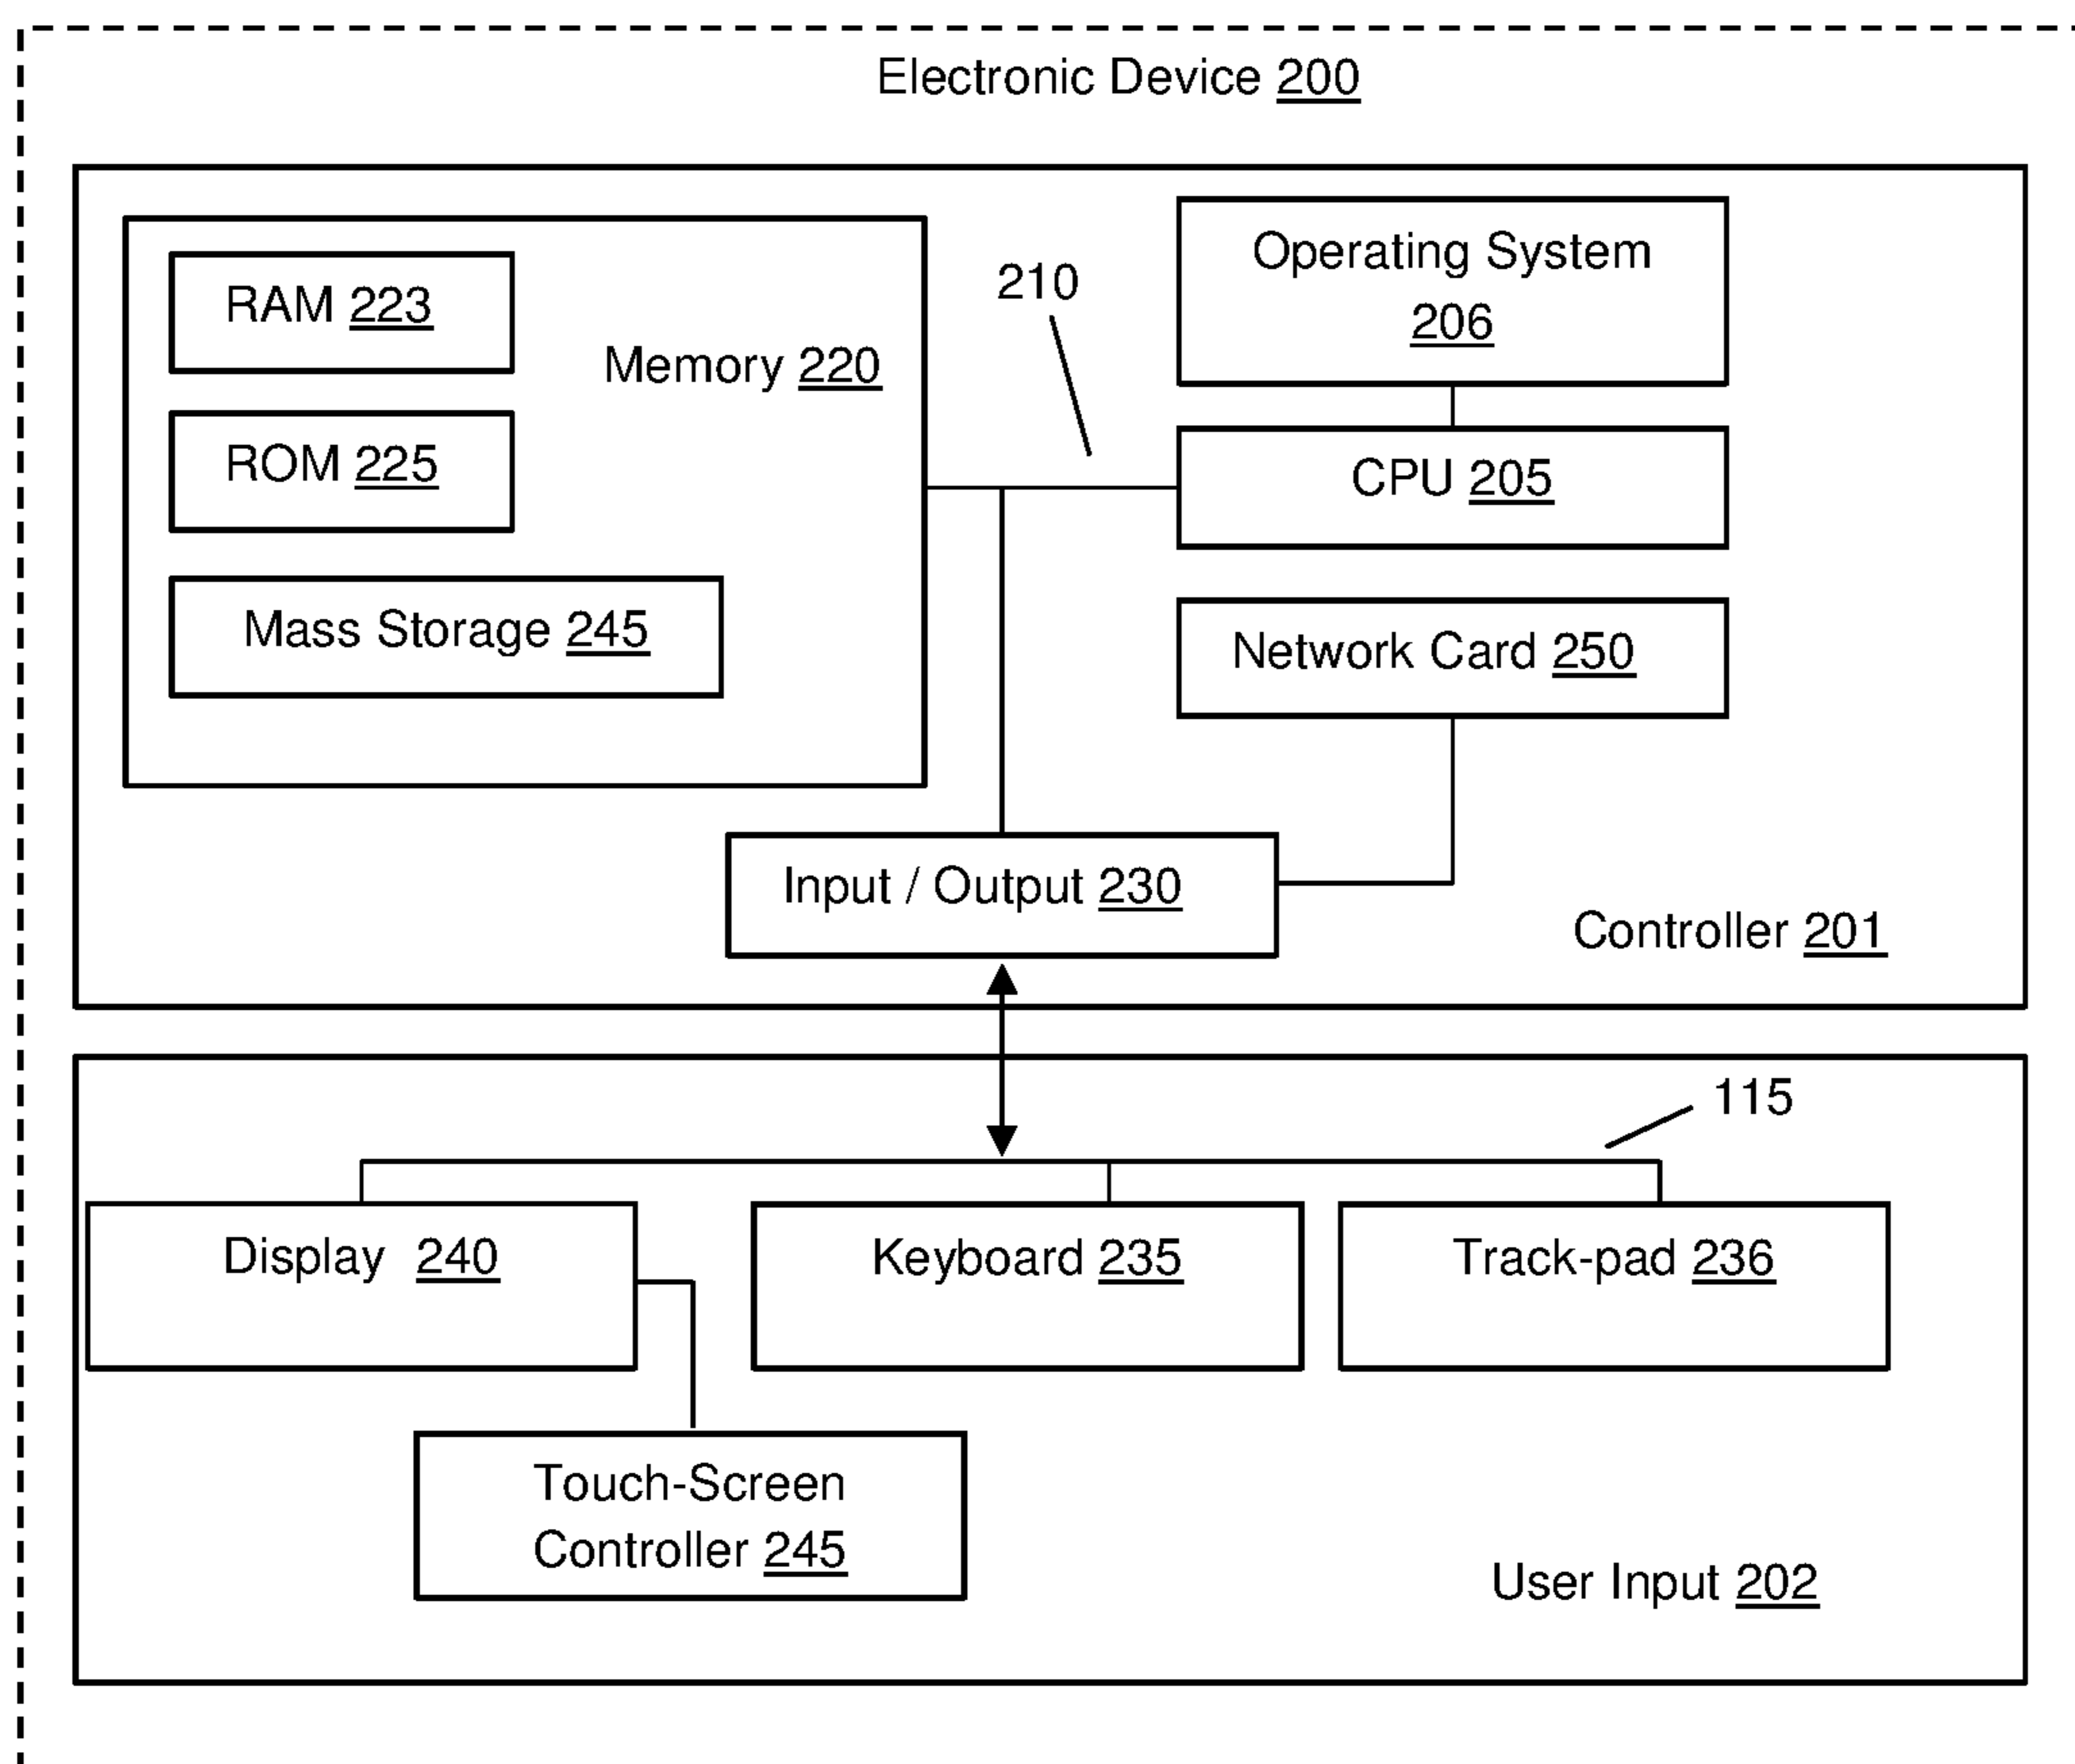 Electronic Device 200
RAM 223
Memory 220
ROM 225
Mass Storage 245
210
Operating System
206
CPU 205
Network Card 250
Input / Output 230
Controller 201
115
Display 240
Keyboard 235
Track-pad 236
Touch-Screen
Controller 245
User Input 202